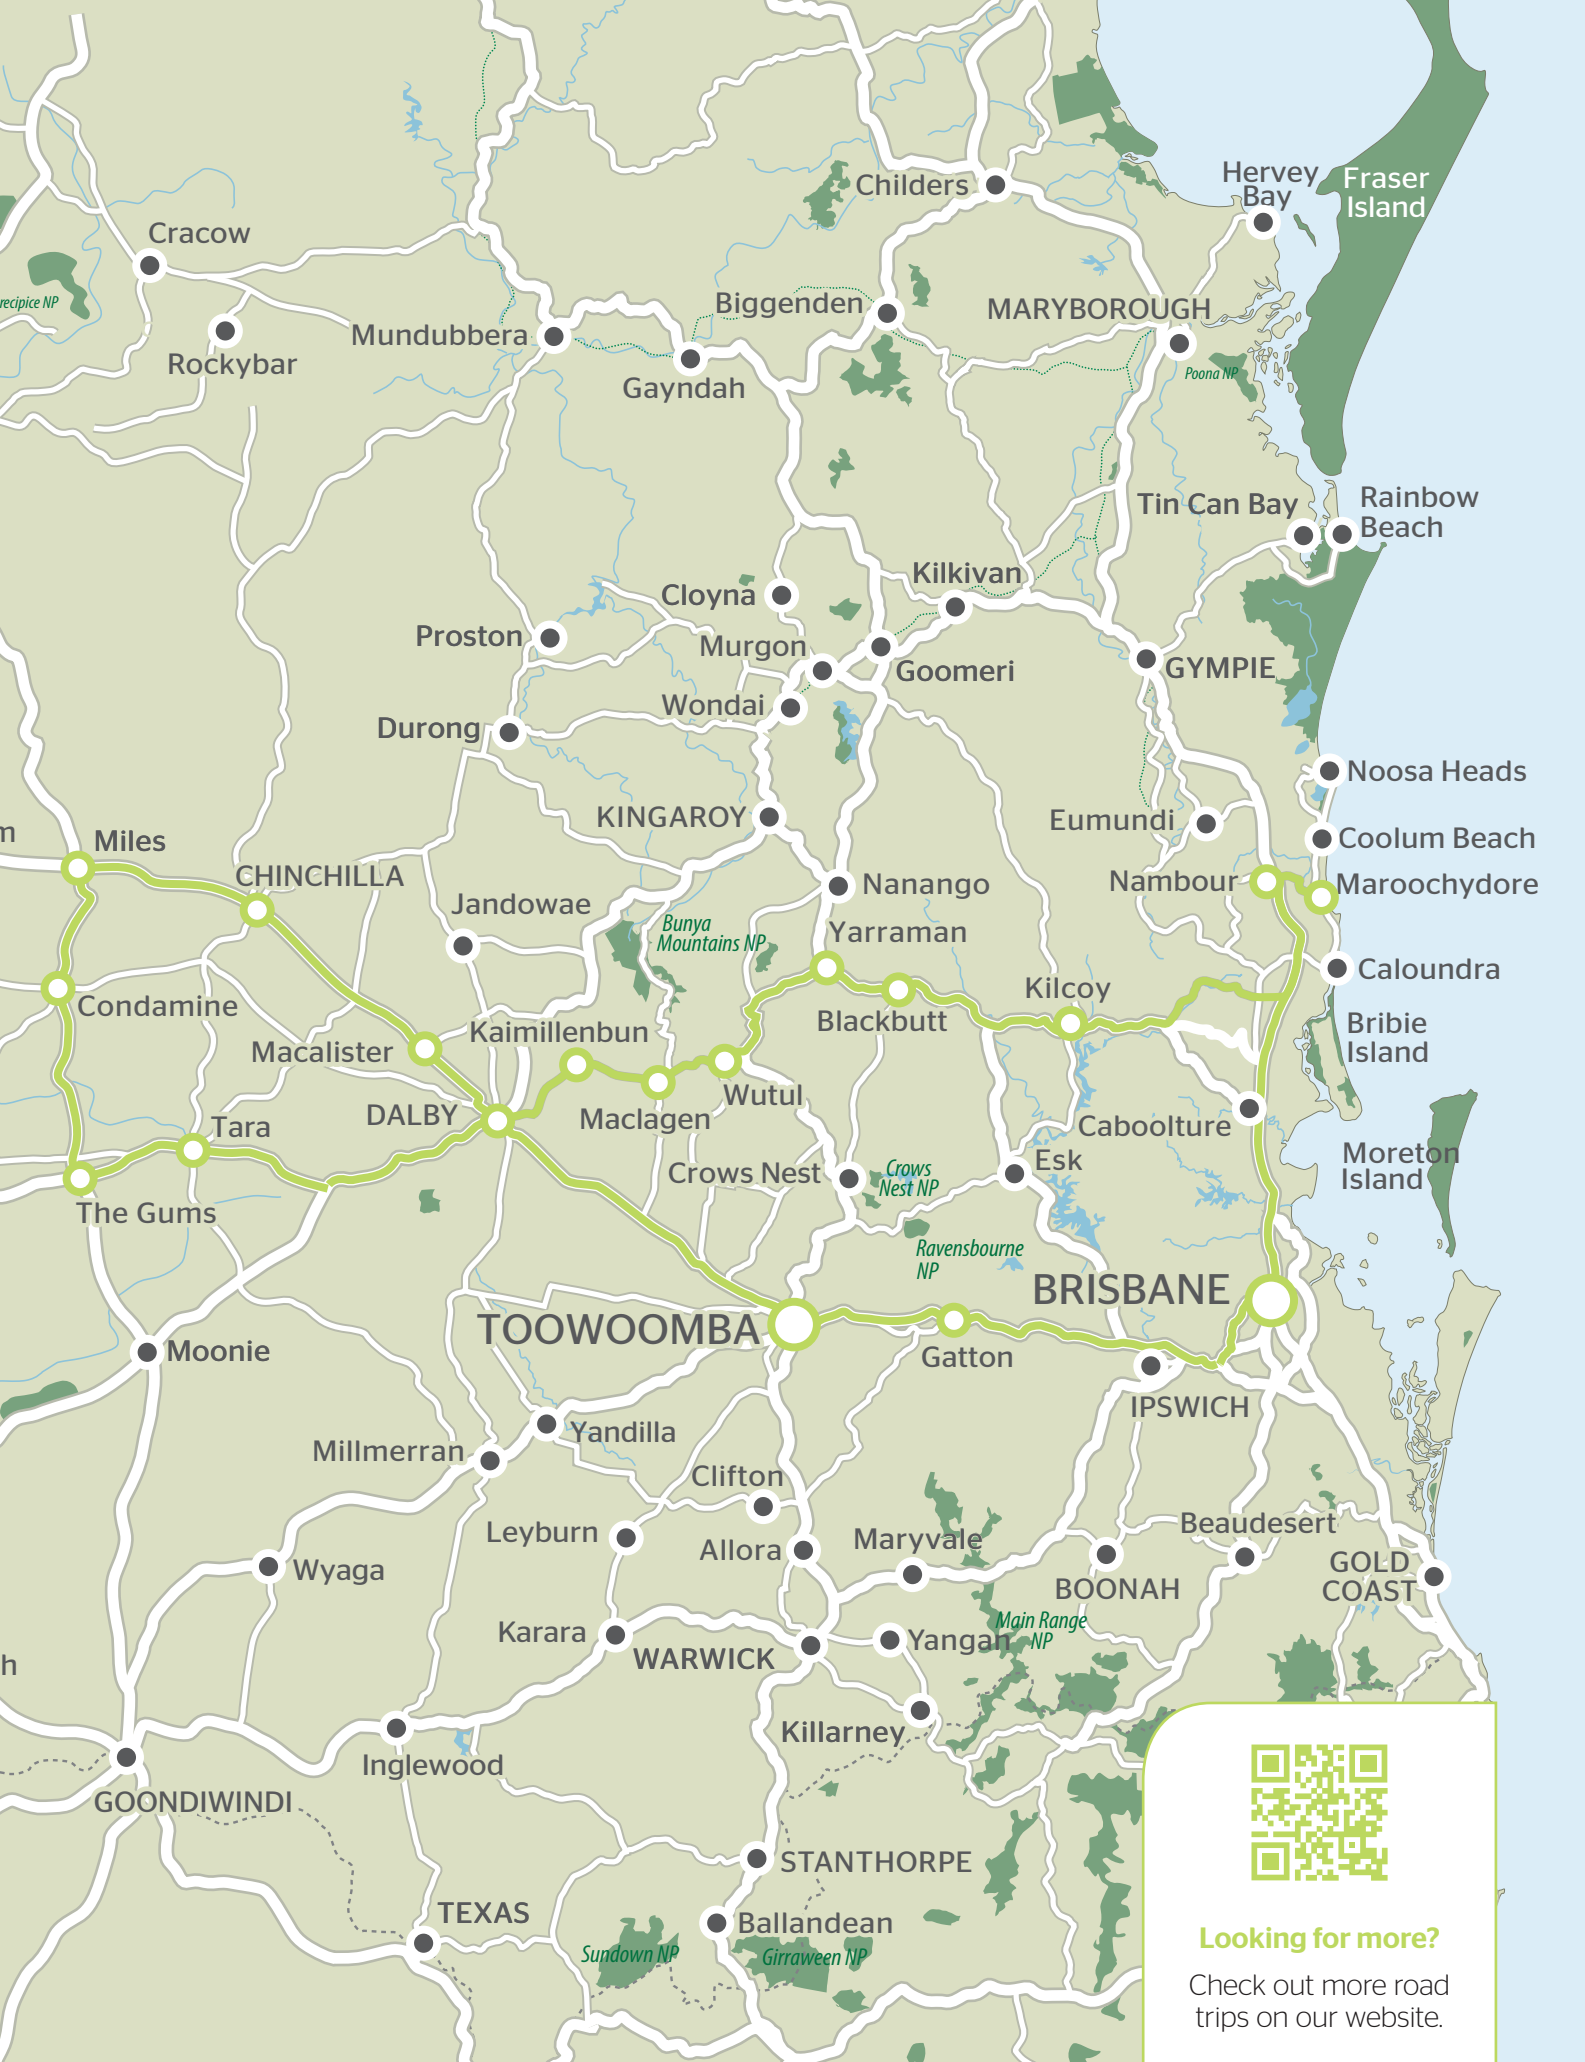 Hervey
Bay
Fraser
Island
Childers
Cracow
recipice NP
Rockybar
Mundubbera
Biggenden
MARYBOROUGH
Gayndah
Poona NP
Tin Can Bay
Rainbow
Beach
Kilkivan
Cloyna
Proston
Murgon
Goomeri
GYMPIE
Wondai
Durong
Noosa Heads
KINGAROY
Eumundi
Coolum Beach
m
Miles
CHINCHILLA
Nanango
Nambour
Maroochydore
Jandowae
Bunya
Mountains NP
Yarraman
Caloundra
Condamine
Kilcoy
Blackbutt
Kaimillenbun
Macalister
Bribie
Island
Wutul
DALBY
Maclagen
Tara
Caboolture
Crows Nest
Crows
Nest NP
Esk
Moreton
Island
The Gums
Ravensbourne
NP
BRISBANE
TOOWOOMBA
Gatton
Moonie
IPSWICH
Yandilla
Millmerran
Clifton
Leyburn
Allora
Maryvale
Beaudesert
Wyaga
BOONAH
GOLD
COAST
Karara
WARWICK
Yangan
Main Range
NP
h
Killarney
Inglewood
GOONDIWINDI
STANTHORPE
TEXAS
Ballandean
Sundown NP
Girraween NP
Looking for more?
Check out more road
trips on our website.